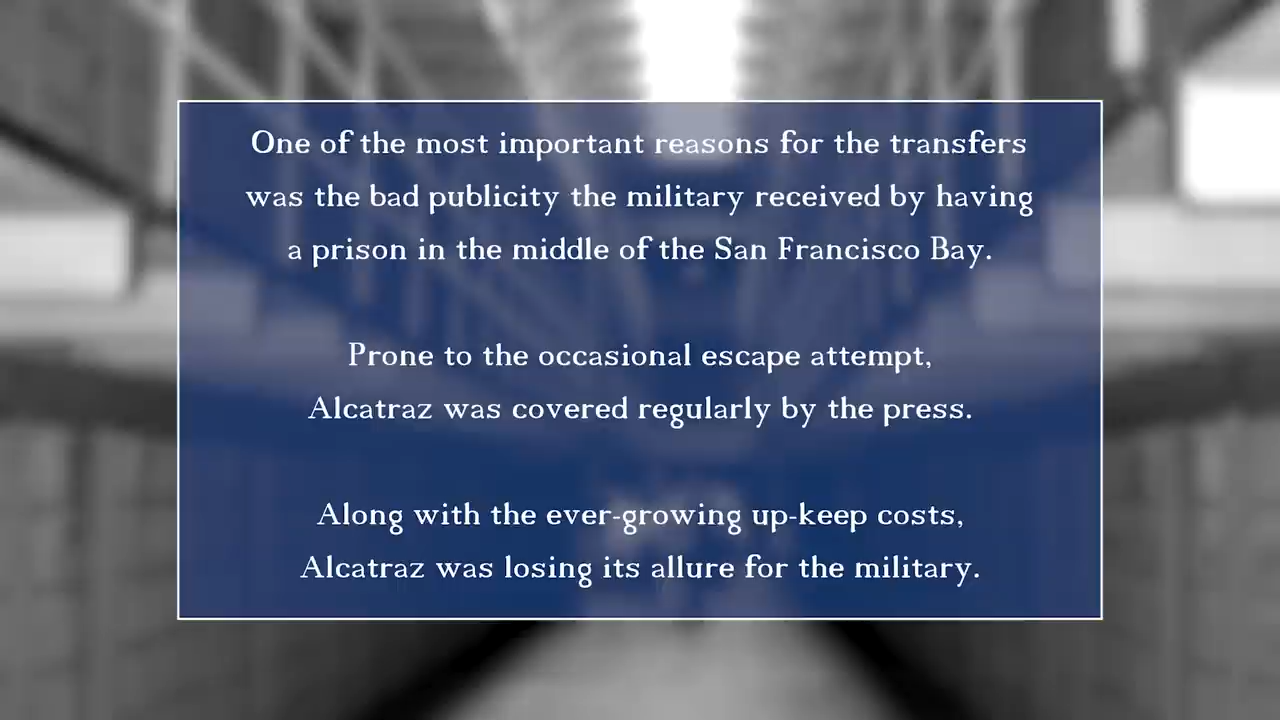 One of the most important reasons for the transfers
was the bad publicity the military received by having
a prison in the middle of the San Francisco Bay.
Prone to the occasional escape attempt,
Alcatraz was covered regularly by the press.
Along with the ever-growing up-keep costs,
Alcatraz was losing its allure for the military.